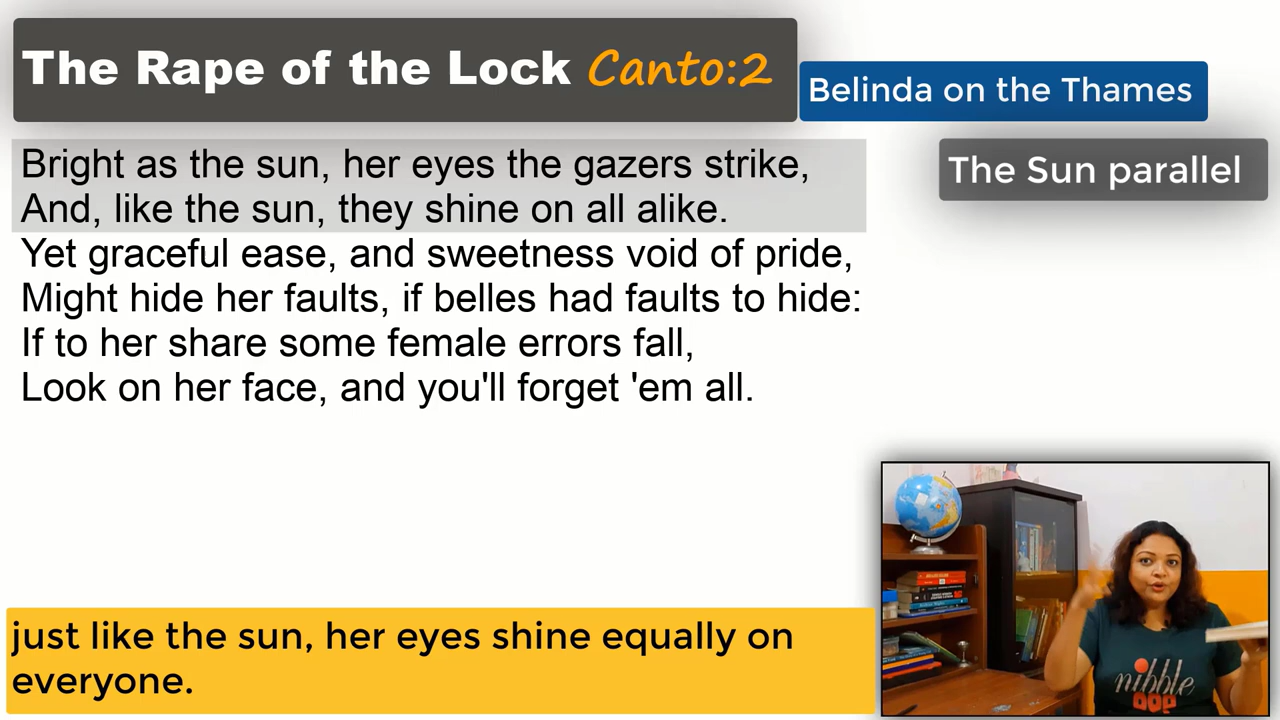 The Rape of the Lock Canto:2
Belinda on the Thames
The Sun parallel
Bright as the sun, her eyes the gazers strike,
And, like the sun, they shine on all alike.
Yet graceful ease, and sweetness void of pride,
Might hide her faults, if belles had faults to hide:
If to her share some female errors fall,
Look on her face, and you'll forget 'em all.
just like the sun, her eyes shine equally on
everyone.
nibble
POP